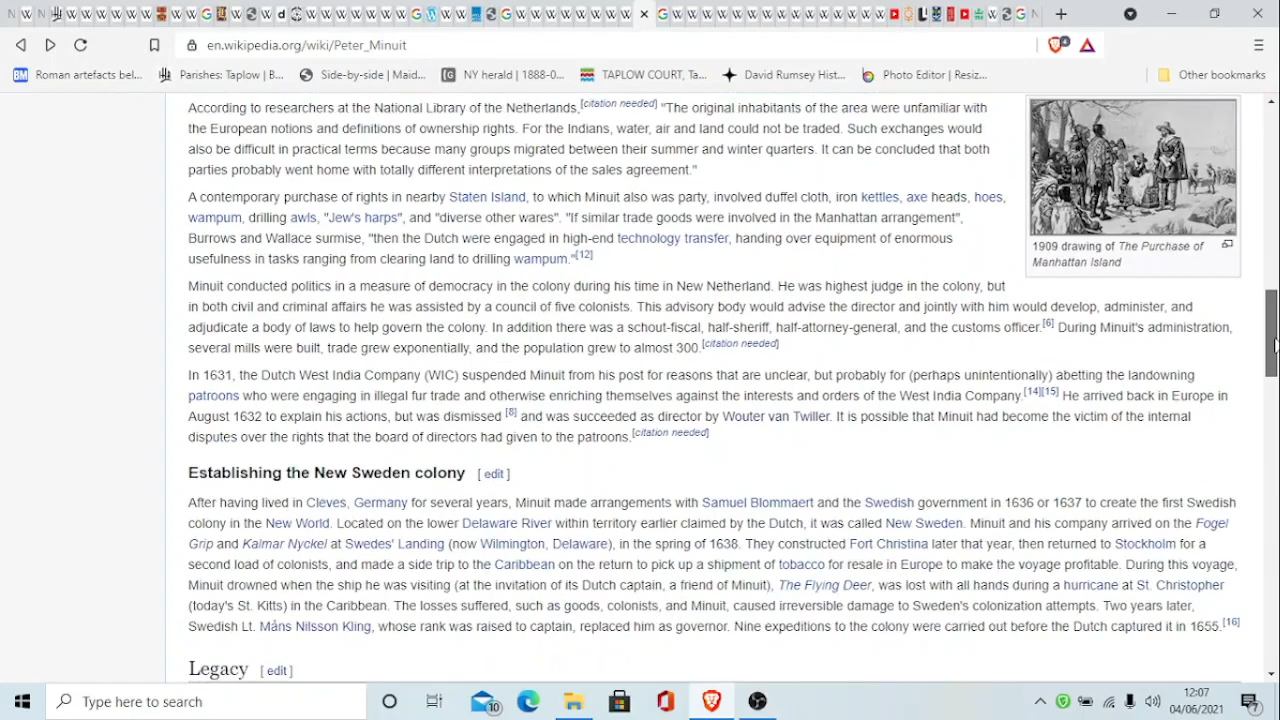 en.wikipedia.org/wiki/Peter_Minuit
4
BM Roman artefacts bel...
Parishes: Taplow | B...
Side-by-side | Maid...
NY herald | 1888-0...
TAPLOW COURT, Ta...
David Rumsey Hist...
Photo Editor | Resiz...
Other bookmarks
According to researchers at the National Library of the Netherlands,[citation needed] "The original inhabitants of the area were unfamiliar with
the European notions and definitions of ownership rights. For the Indians, water, air and land could not be traded. Such exchanges would
also be difficult in practical terms because many groups migrated between their summer and winter quarters. It can be concluded that both
parties probably went home with totally different interpretations of the sales agreement."
A contemporary purchase of rights in nearby Staten Island, to which Minuit also was party, involved duffel cloth, iron kettles, axe heads, hoes,
wampum, drilling awls, "Jew's harps", and "diverse other wares". "If similar trade goods were involved in the Manhattan arrangement",
Burrows and Wallace surmise, "then the Dutch were engaged in high-end technology transfer, handing over equipment of enormous
usefulness in tasks ranging from clearing land to drilling wampum."[12]
1909 drawing of The Purchase of
Manhattan Island
Minuit conducted politics in a measure of democracy in the colony during his time in New Netherland. He was highest judge in the colony, but
in both civil and criminal affairs he was assisted by a council of five colonists. This advisory body would advise the director and jointly with him would develop, administer, and
adjudicate a body of laws to help govern the colony. In addition there was a schout-fiscal, half-sheriff, half-attorney-general, and the customs officer.[6] During Minuit's administration,
several mills were built, trade grew exponentially, and the population grew to almost 300.[citation needed]
In 1631, the Dutch West India Company (WIC) suspended Minuit from his post for reasons that are unclear, but probably for (perhaps unintentionally) abetting the landowning
patroons who were engaging in illegal fur trade and otherwise enriching themselves against the interests and orders of the West India Company.[14][15] He arrived back in Europe in
August 1632 to explain his actions, but was dismissed [8] and was succeeded as director by Wouter van Twiller. It is possible that Minuit had become the victim of the internal
disputes over the rights that the board of directors had given to the patroons.[citation needed]
Establishing the New Sweden colony [ edit ]
After having lived in Cleves, Germany for several years, Minuit made arrangements with Samuel Blommaert and the Swedish government in 1636 or 1637 to create the first Swedish
colony in the New World. Located on the lower Delaware River within territory earlier claimed by the Dutch, it was called New Sweden. Minuit and his company arrived on the Fogel
Grip and Kalmar Nyckel at Swedes' Landing (now Wilmington, Delaware), in the spring of 1638. They constructed Fort Christina later that year, then returned to Stockholm for a
second load of colonists, and made a side trip to the Caribbean on the return to pick up a shipment of tobacco for resale in Europe to make the voyage profitable. During this voyage,
Minuit drowned when the ship he was visiting (at the invitation of its Dutch captain, a friend of Minuit), The Flying Deer, was lost with all hands during a hurricane at St. Christopher
(today's St. Kitts) in the Caribbean. The losses suffered, such as goods, colonists, and Minuit, caused irreversible damage to Sweden's colonization attempts. Two years later,
Swedish Lt. Måns Nilsson Kling, whose rank was raised to captain, replaced him as governor. Nine expeditions to the colony were carried out before the Dutch captured it in 1655.[16]
Legacy [ edit ]
Type here to search
10
12:07
04/06/2021
7